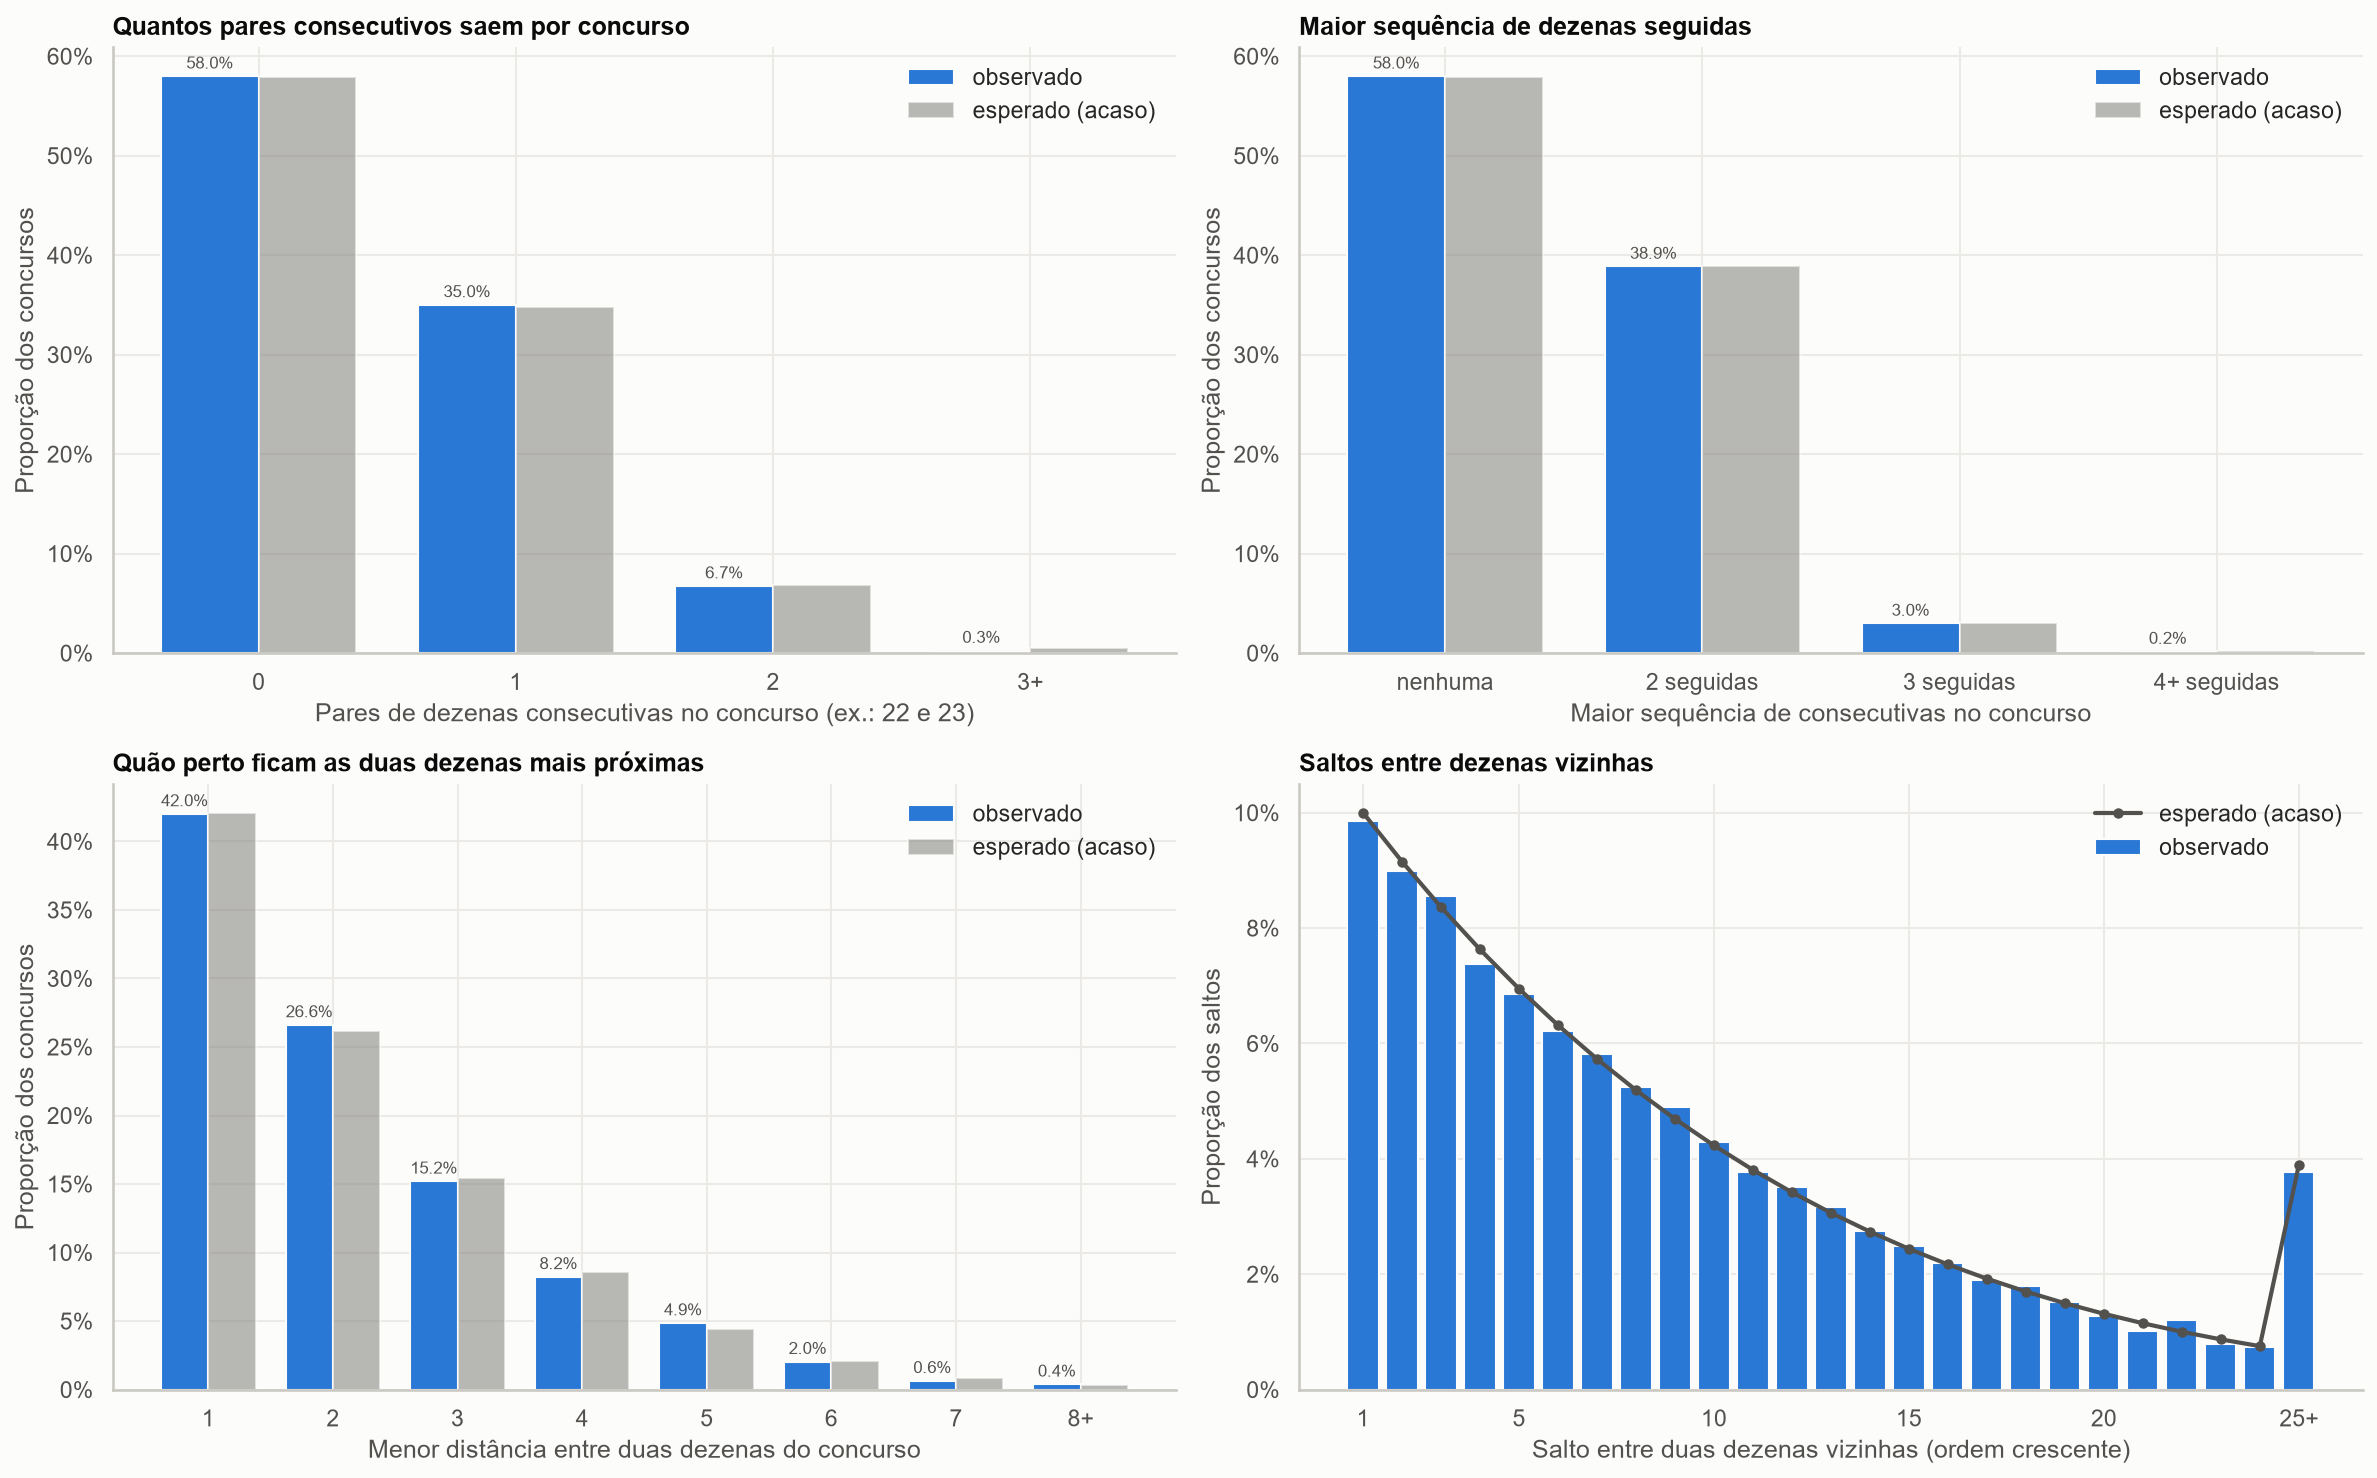 Quantos pares consecutivos saem por concurso
60%
50%
40%
30%
20%
10%
0%
Proporção dos concursos
58.0%
35.0%
6.7%
0.3%
observado
esperado (acaso)
0
1
2
3+
Pares de dezenas consecutivas no concurso (ex.: 22 e 23)
Maior sequência de dezenas seguidas
60%
50%
40%
30%
20%
10%
0%
Proporção dos concursos
58.0%
38.9%
3.0%
0.2%
observado
esperado (acaso)
nenhuma
2 seguidas
3 seguidas
4+ seguidas
Maior sequência de consecutivas no concurso
Quão perto ficam as duas dezenas mais próximas
40%
35%
30%
25%
20%
15%
10%
5%
0%
Proporção dos concursos
42.0%
26.6%
15.2%
8.2%
4.9%
2.0%
0.6%
0.4%
observado
esperado (acaso)
1
2
3
4
5
6
7
8+
Menor distância entre duas dezenas do concurso
Saltos entre dezenas vizinhas
10%
8%
6%
4%
2%
0%
Proporção dos saltos
esperado (acaso)
observado
1
5
10
15
20
25+
Salto entre duas dezenas vizinhas (ordem crescente)